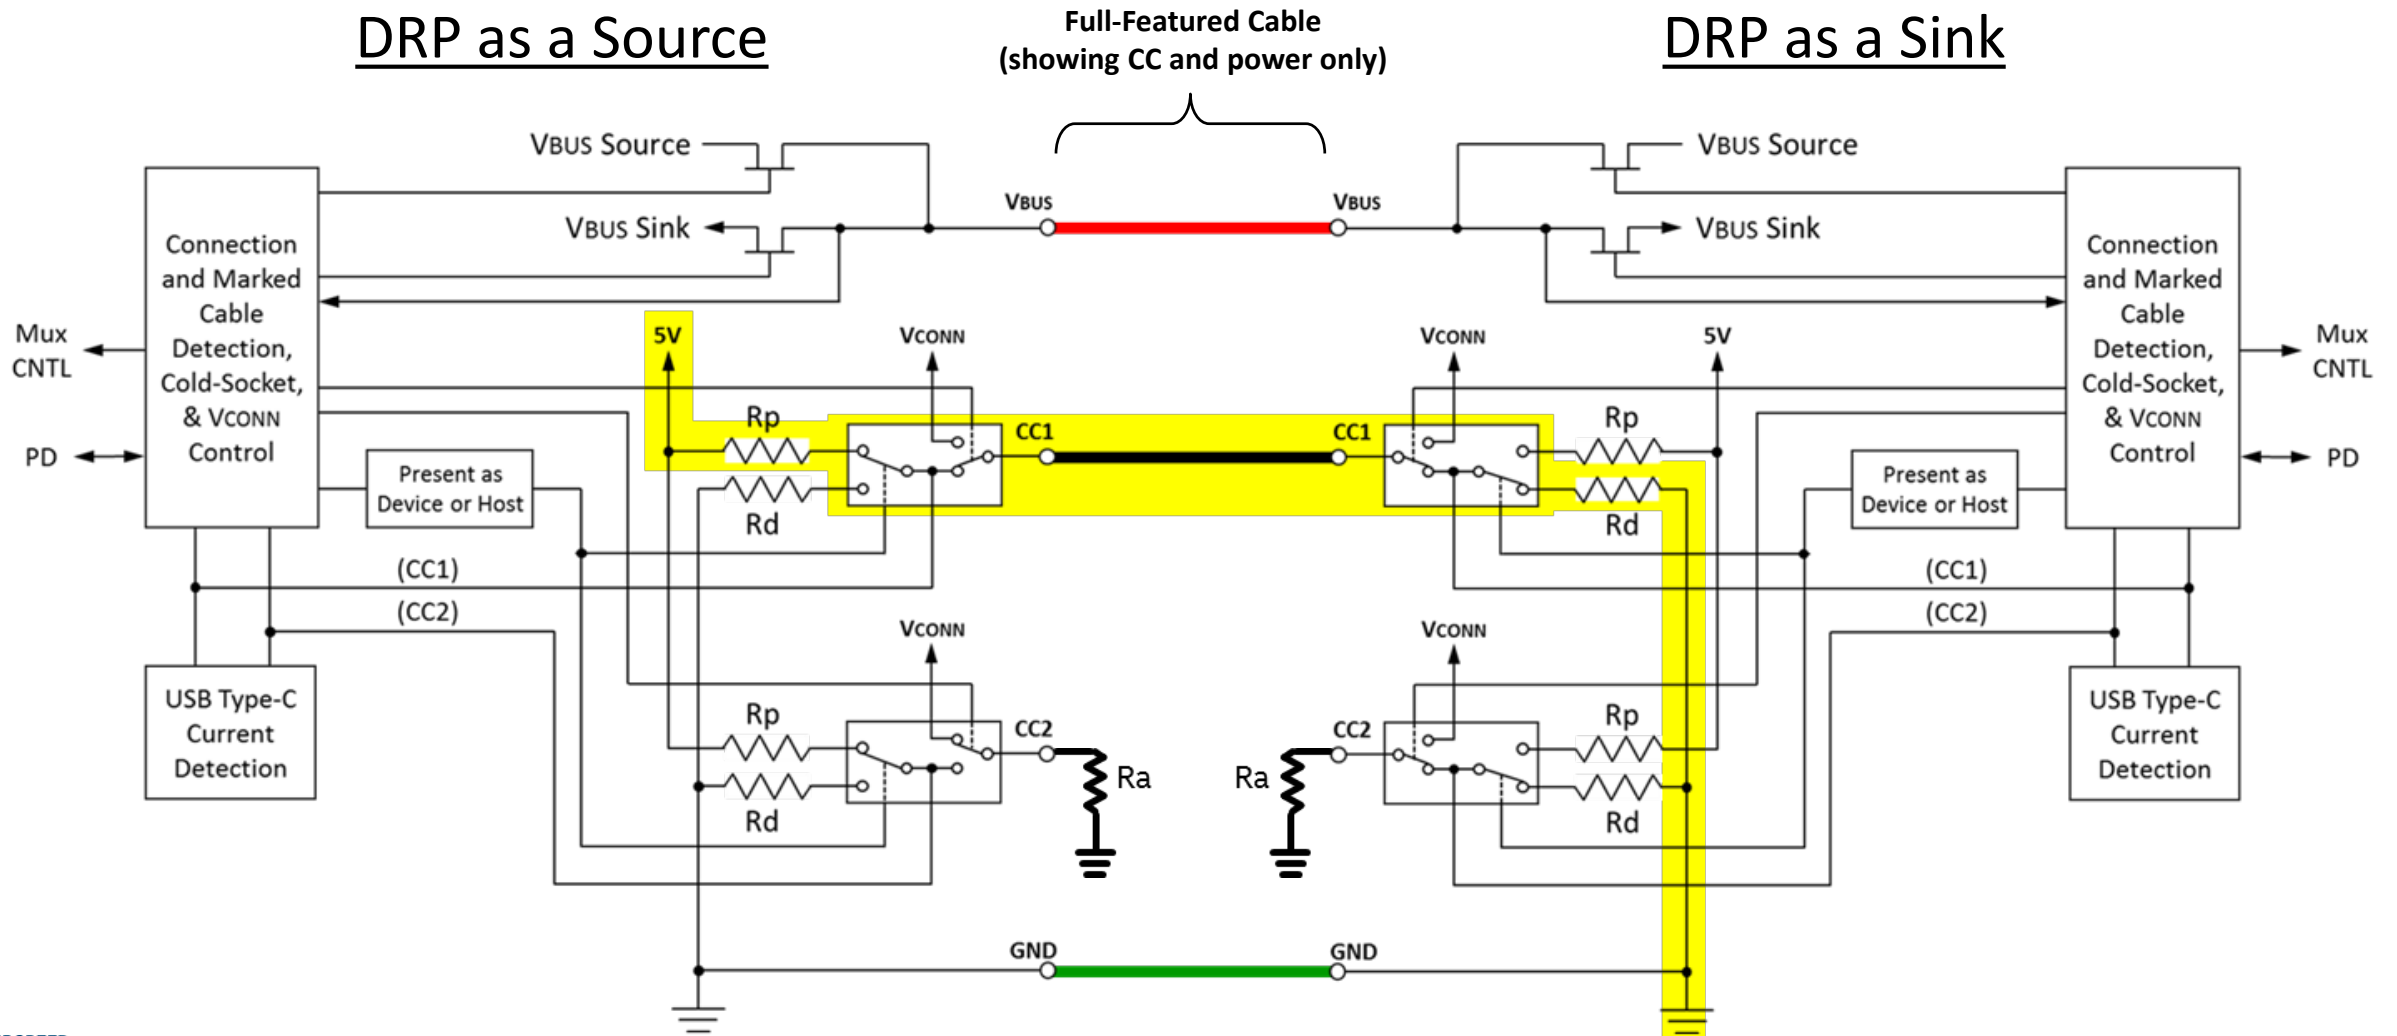 DRP as a Source
Full-Featured Cable
(showing CC and power only)
DRP as a Sink
VBUS Source
VBUS Source
VBUS
VBUS
VBUS Sink
VBUS Sink
Connection
and Marked
Cable
Detection,
Cold-Socket,
& VCONN
Control
Connection
and Marked
Cable
Detection,
Cold-Socket,
& VCONN
Control
Mux
CNTL
PD
Mux
CNTL
PD
5V
VCONN
VCONN
5V
Rp
CC1
CC1
Rp
Present as
Device or Host
Present as
Device or Host
Rd
Rd
(CC1)
(CC1)
(CC2)
(CC2)
VCONN
VCONN
USB Type-C
Current
Detection
USB Type-C
Current
Detection
Rp
CC2
CC2
Rp
Ra
Ra
Rd
Rd
GND
GND